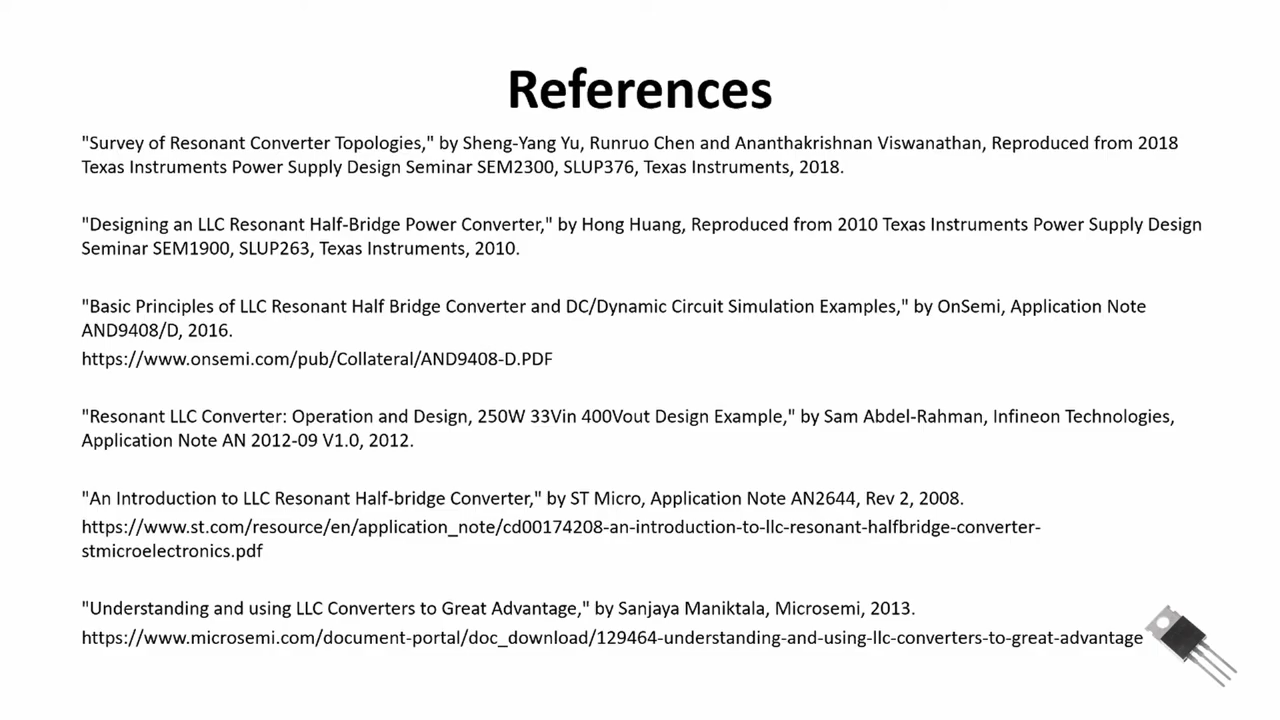 References
"Survey of Resonant Converter Topologies," by Sheng-Yang Yu, Runruo Chen and Ananthakrishnan Viswanathan, Reproduced from 2018
Texas Instruments Power Supply Design Seminar SEM2300, SLUP376, Texas Instruments, 2018.
"Designing an LLC Resonant Half-Bridge Power Converter," by Hong Huang, Reproduced from 2010 Texas Instruments Power Supply Design
Seminar SEM1900, SLUP263, Texas Instruments, 2010.
"Basic Principles of LLC Resonant Half Bridge Converter and DC/Dynamic Circuit Simulation Examples," by OnSemi, Application Note
AND9408/D, 2016.
https://www.onsemi.com/pub/Collateral/AND9408-D.PDF
"Resonant LLC Converter: Operation and Design, 250W 33Vin 400Vout Design Example," by Sam Abdel-Rahman, Infineon Technologies,
Application Note AN 2012-09 V1.0, 2012.
"An Introduction to LLC Resonant Half-bridge Converter," by ST Micro, Application Note AN2644, Rev 2, 2008.
https://www.st.com/resource/en/application_note/cd00174208-an-introduction-to-llc-resonant-halfbridge-converter-
stmicroelectronics.pdf
"Understanding and using LLC Converters to Great Advantage," by Sanjaya Maniktala, Microsemi, 2013.
https://www.microsemi.com/document-portal/doc_download/129464-understanding-and-using-llc-converters-to-great-advantage